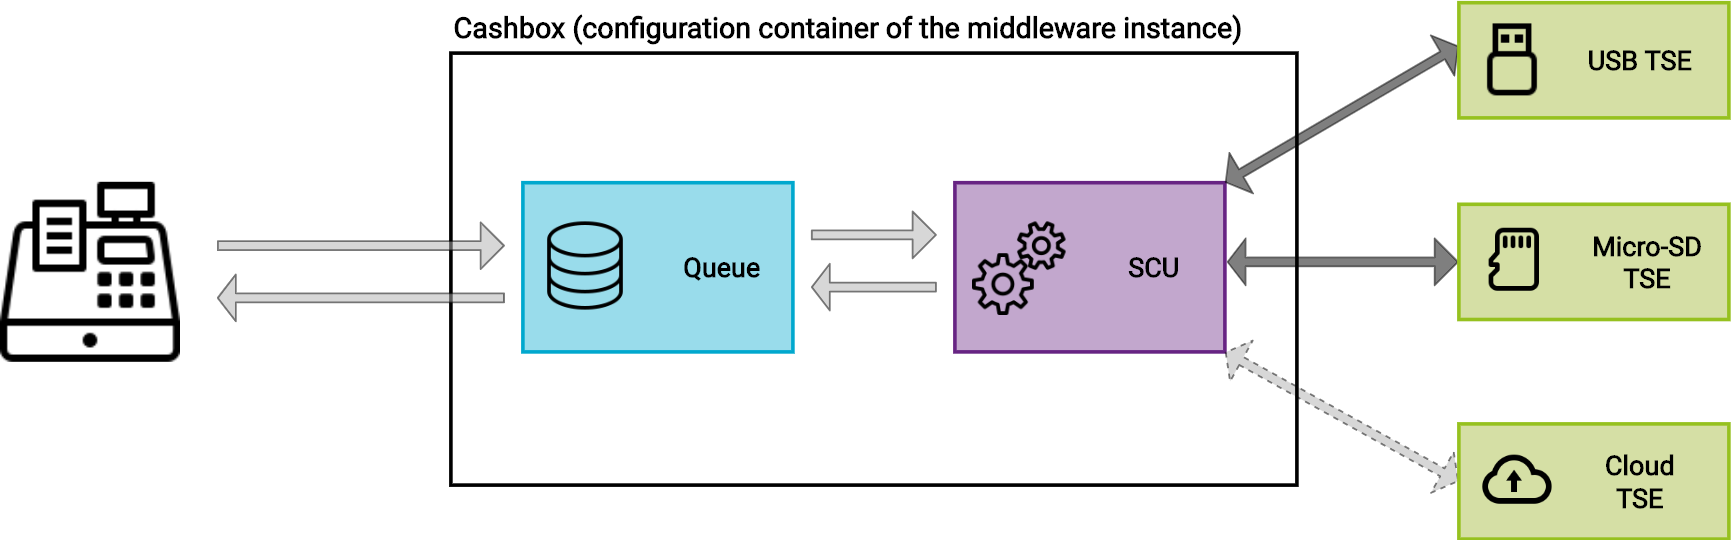 Cashbox (configuration container of the middleware instance)
USB TSE
Queue
SCU
Micro-SD
TSE
Cloud
TSE